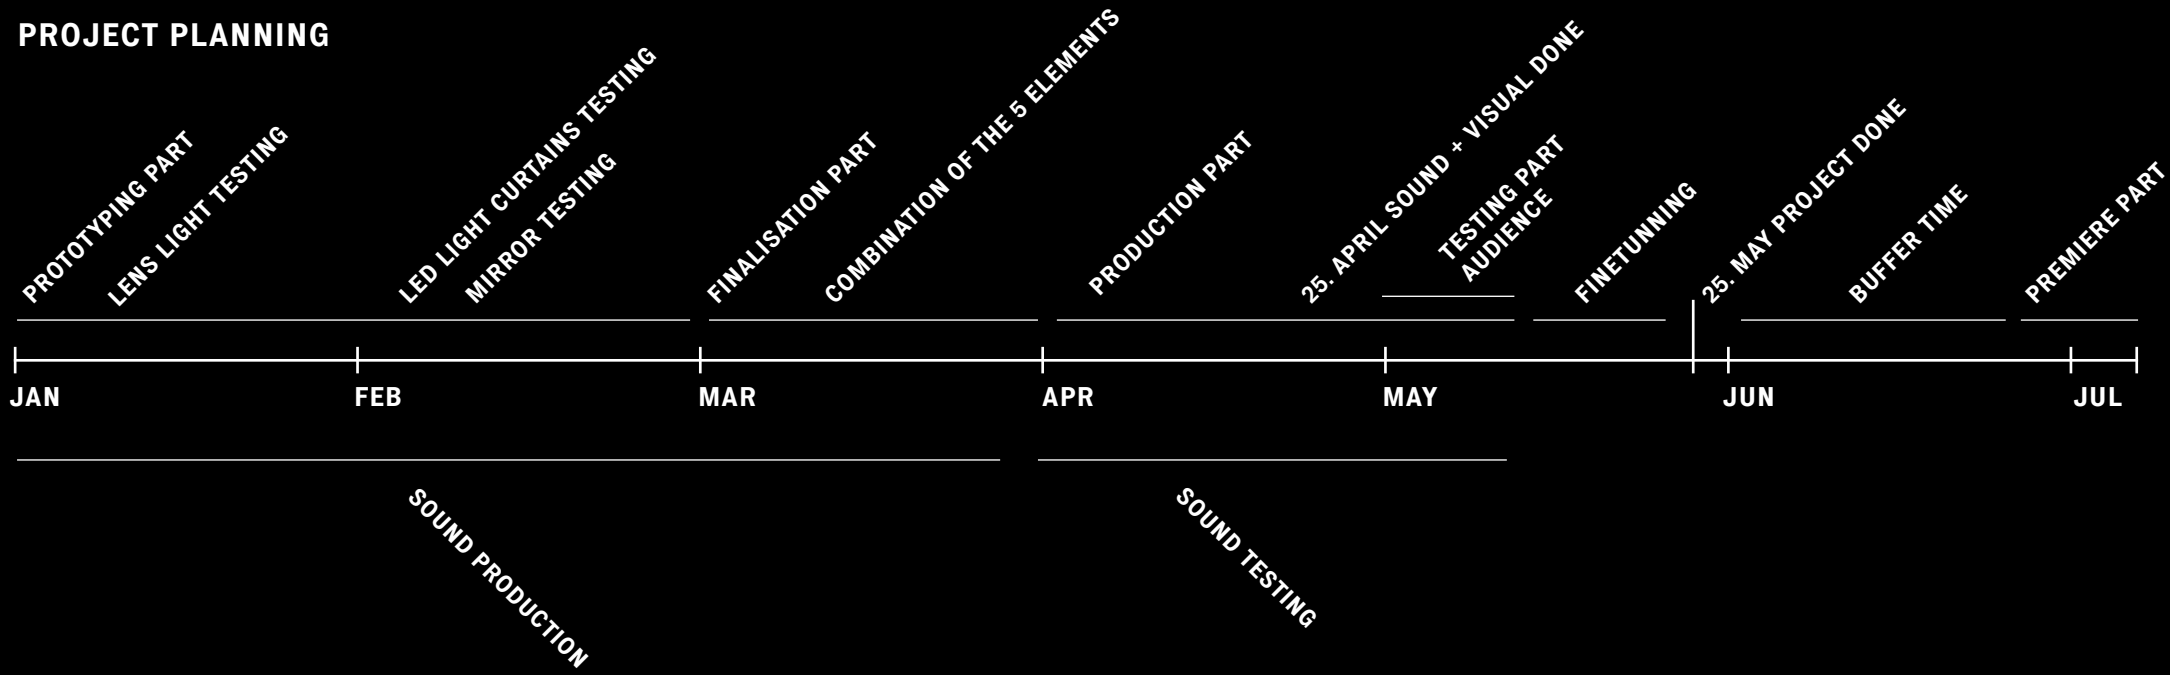 PROJECT PLANNING
PROTOTYPING PART
LENS LIGHT TESTING
LED LIGHT CURTAINS TESTING
MIRROR TESTING
FINALISATION PART
COMBINATION OF THE 5 ELEMENTS
PRODUCTION PART
25. APRIL SOUND + VISUAL DONE
TESTING PART
AUDIENCE
FINETUNNING
25. MAY PROJECT DONE
BUFFER TIME
PREMIERE PART
JAN
FEB
MAR
APR
MAY
JUN
JUL
SOUND PRODUCTION
SOUND TESTING